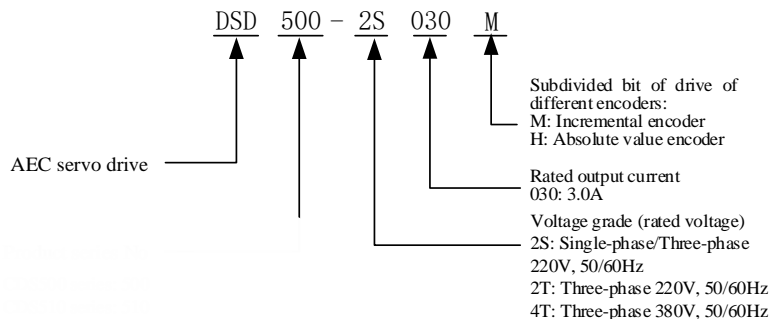 DSD 500 - 2S 030 M
Subdivided bit of drive of
different encoders:
M: Incremental encoder
H: Absolute value encoder
AEC servo drive
Rated output current
030: 3.0A
Voltage grade (rated voltage)
2S: Single-phase/Three-phase
220V, 50/60Hz
2T: Three-phase 220V, 50/60Hz
4T: Three-phase 380V, 50/60Hz